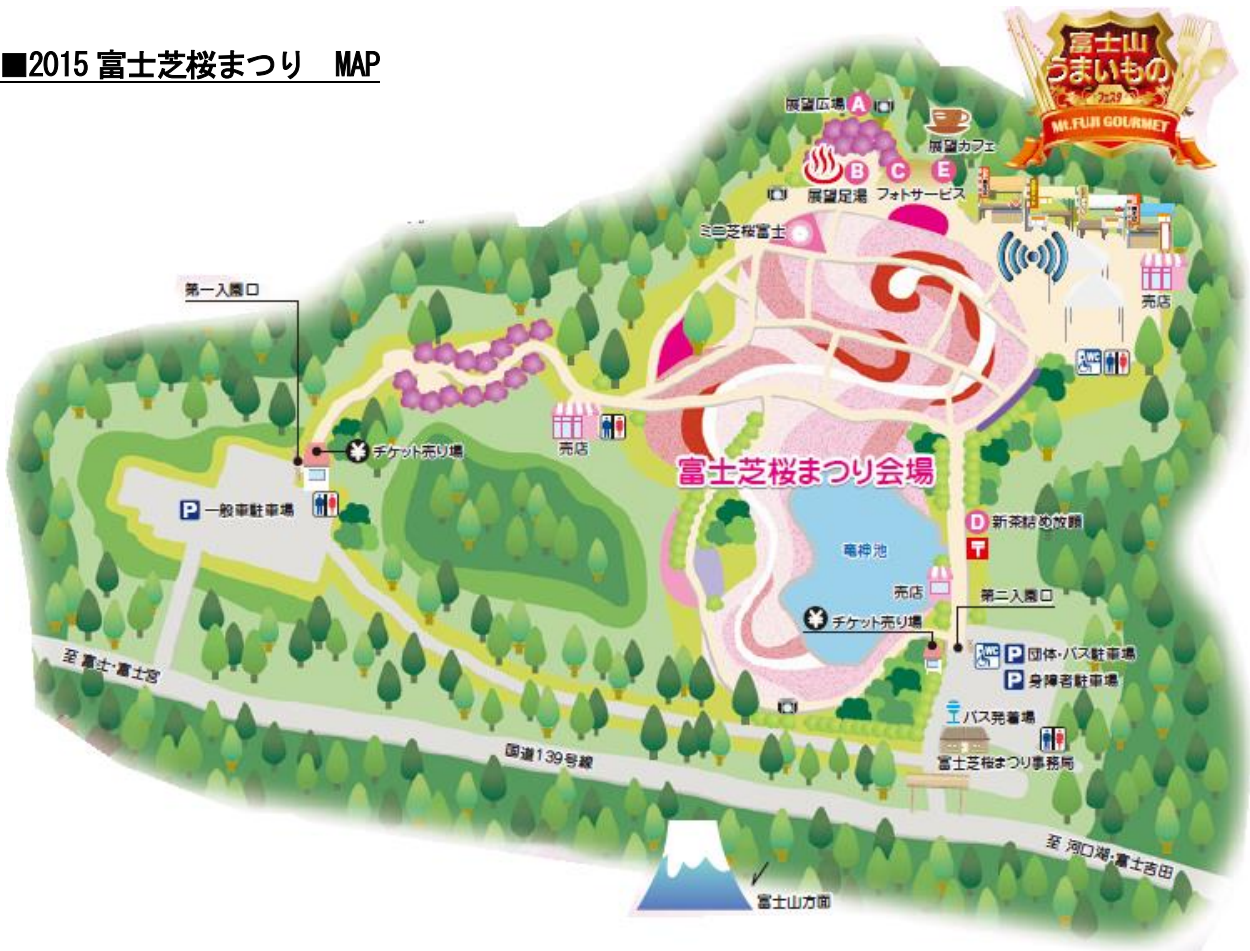 ■2015 富士芝桜まつり MAP
富士山
うまいもの
フェスタ
Mt.FUJI GOURMET
展望広場 A
展望カフェ
B C E
展望足湯 フォトサービス
ミニ芝桜富士
売店
WC
第一入園口
¥ チケット売り場
売店
P 一般車駐車場
富士芝桜まつり会場
竜神池
D 新茶詰め放題
〒
売店
第二入園口
¥ チケット売り場
WC P 団体・バス駐車場
P 身障者駐車場
バス発着場
富士芝桜まつり事務局
至 富士・富士宮
国道139号線
至 河口湖・富士吉田
富士山方面